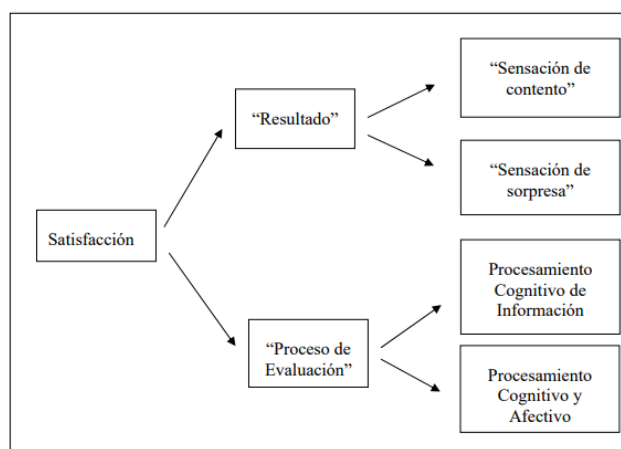 Satisfacción
“Resultado”
“Sensación de
contento”
“Sensación de
sorpresa”
“Proceso de
Evaluación”
Procesamiento
Cognitivo de
Información
Procesamiento
Cognitivo y
Afectivo